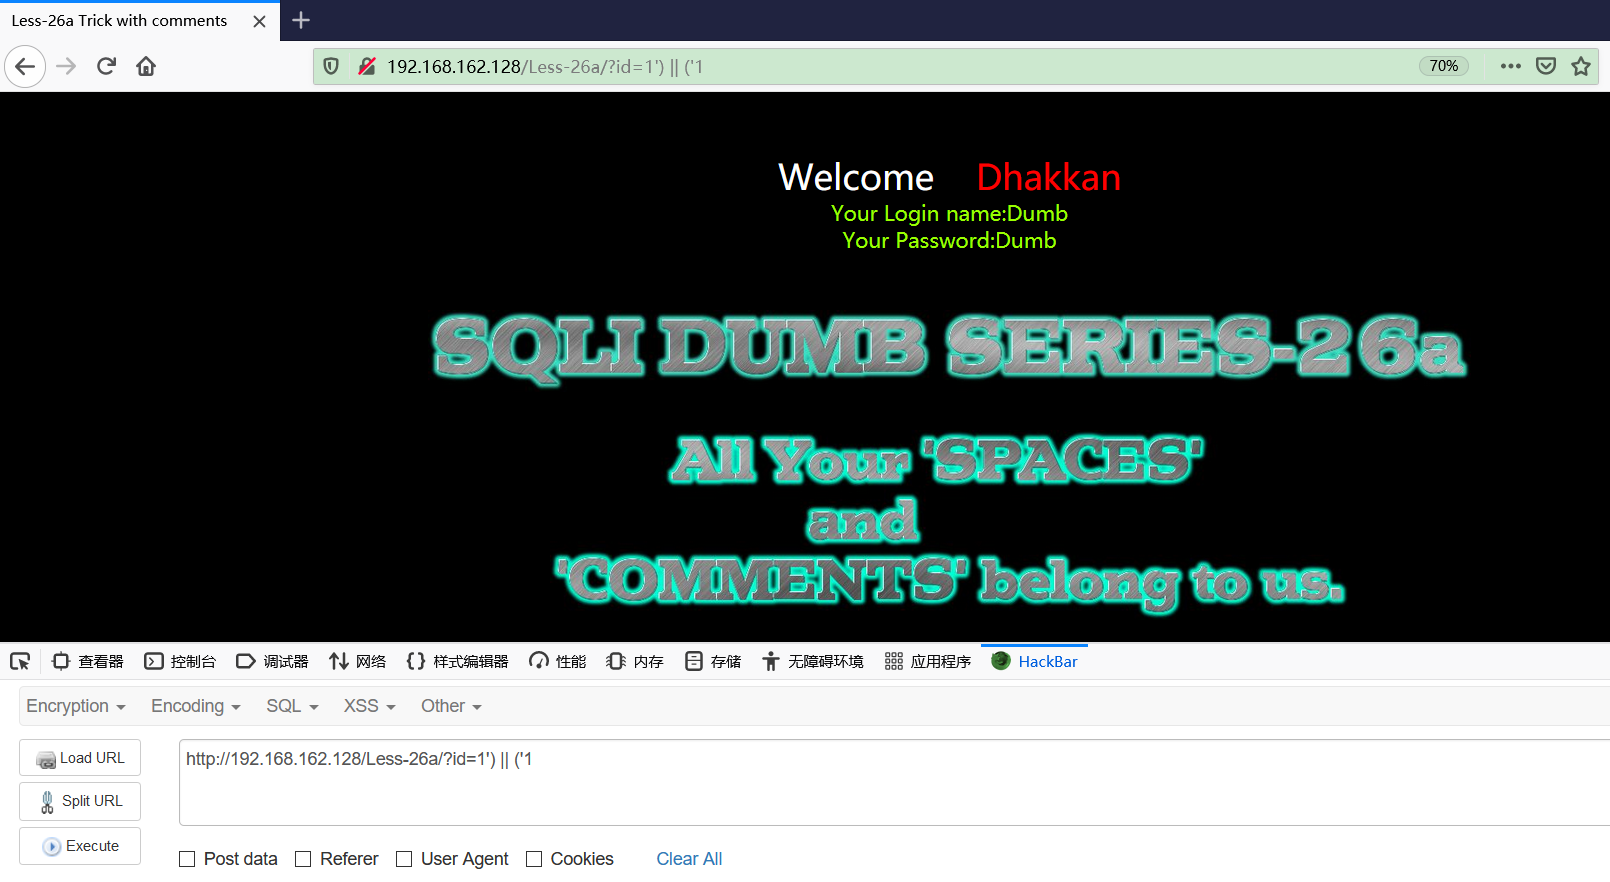 Less-26a Trick with comments
192.168.162.128/Less-26a/?id=1') || ('1
70%
Welcome Dhakkan
Your Login name:Dumb
Your Password:Dumb
SQLI DUMB SERIES-26a
All Your 'SPACES'
and
'COMMENTS' belong to us.
查看器 控制台 调试器 网络 样式编辑器 性能 内存 存储 无障碍环境 应用程序 HackBar
Encryption Encoding SQL XSS Other
Load URL
http://192.168.162.128/Less-26a/?id=1') || ('1
Split URL
Execute
Post data Referer User Agent Cookies Clear All